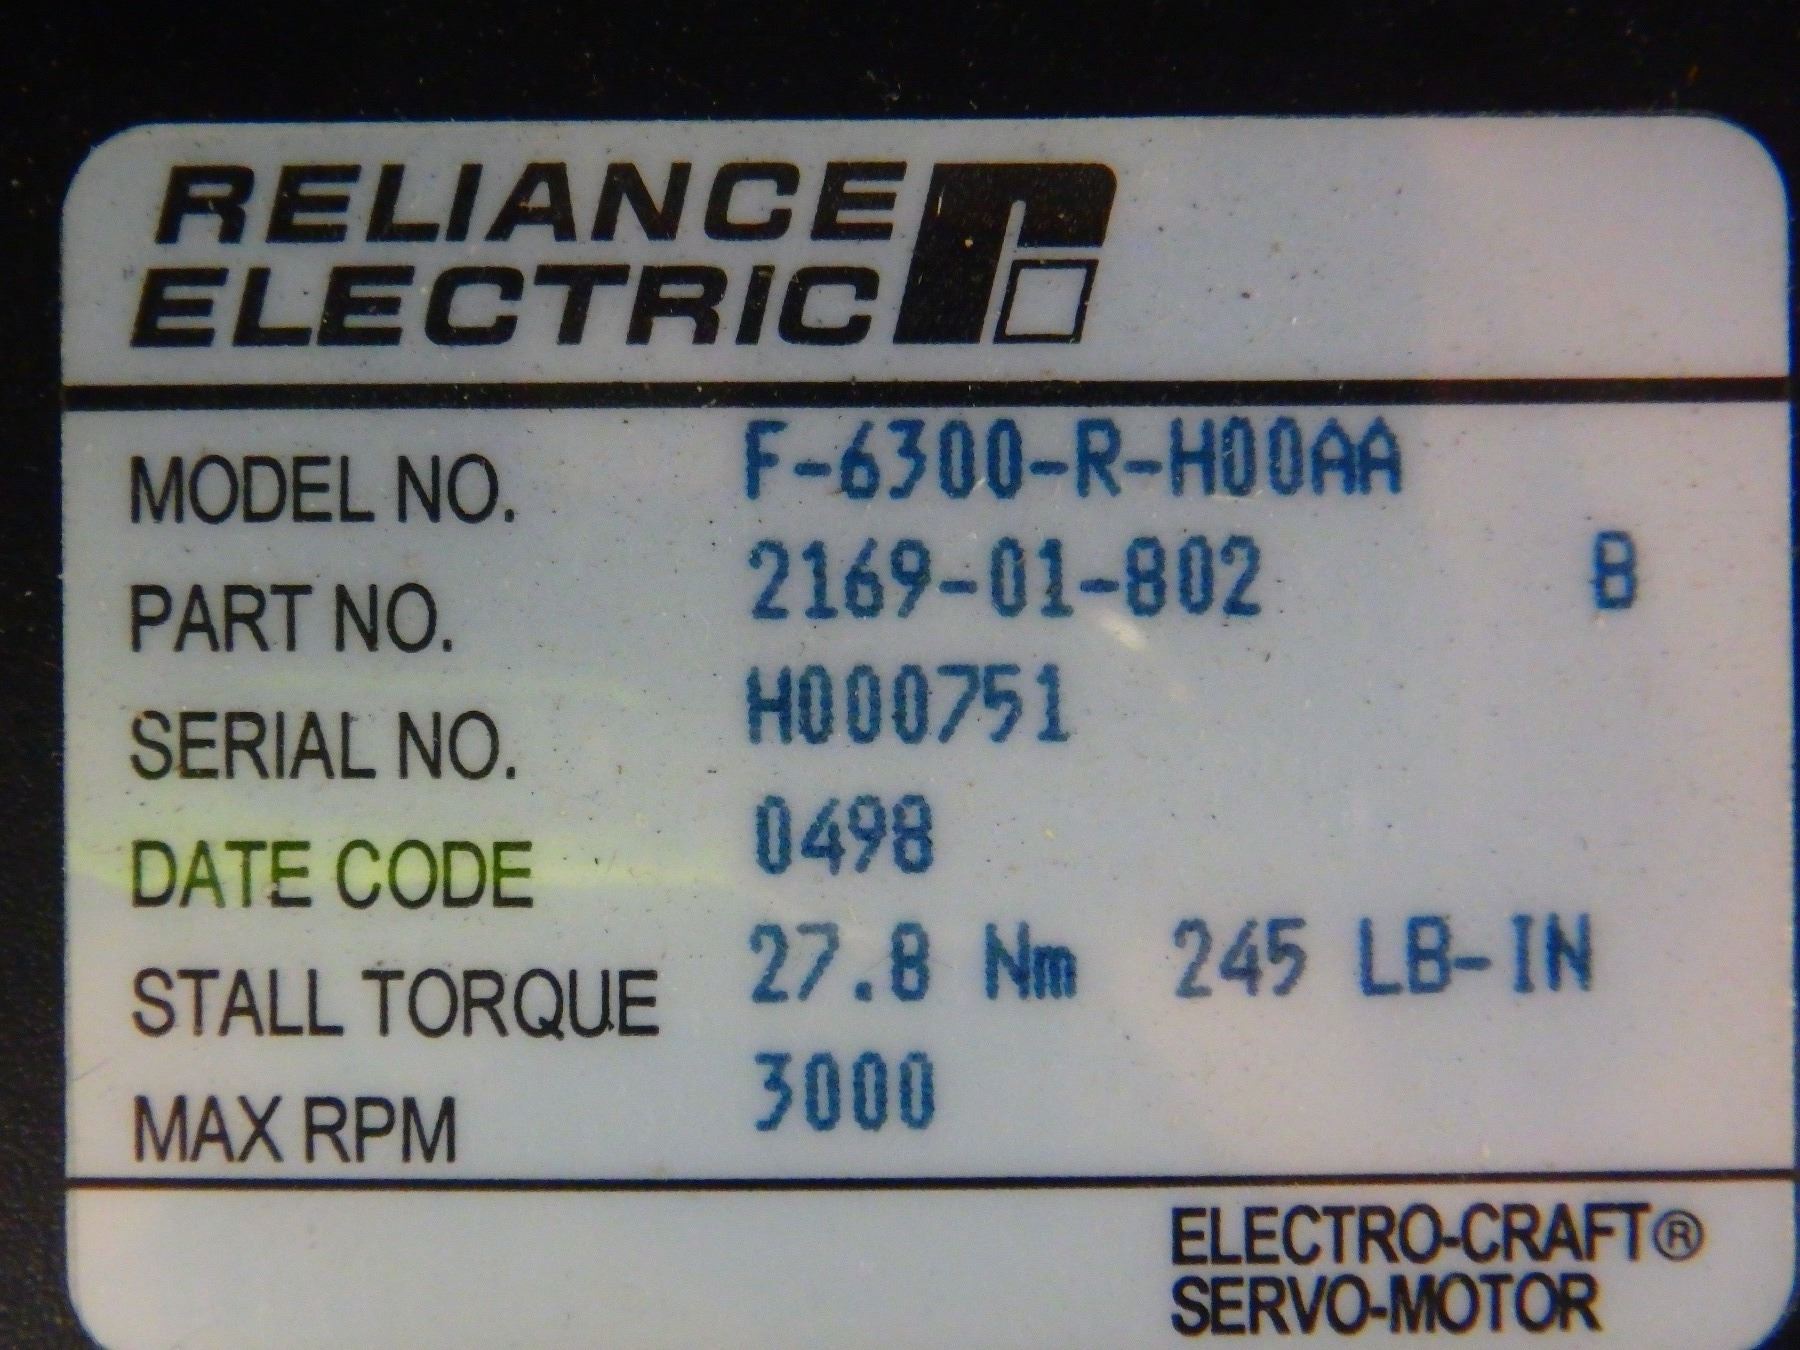 RELIANCE
ELECTRIC
MODEL NO. F-6300-R-H00AA
PART NO. 2169-01-802 B
SERIAL NO. H000751
DATE CODE 0498
STALL TORQUE 27.8 Nm 245 LB-IN
MAX RPM 3000
ELECTRO-CRAFT®
SERVO-MOTOR